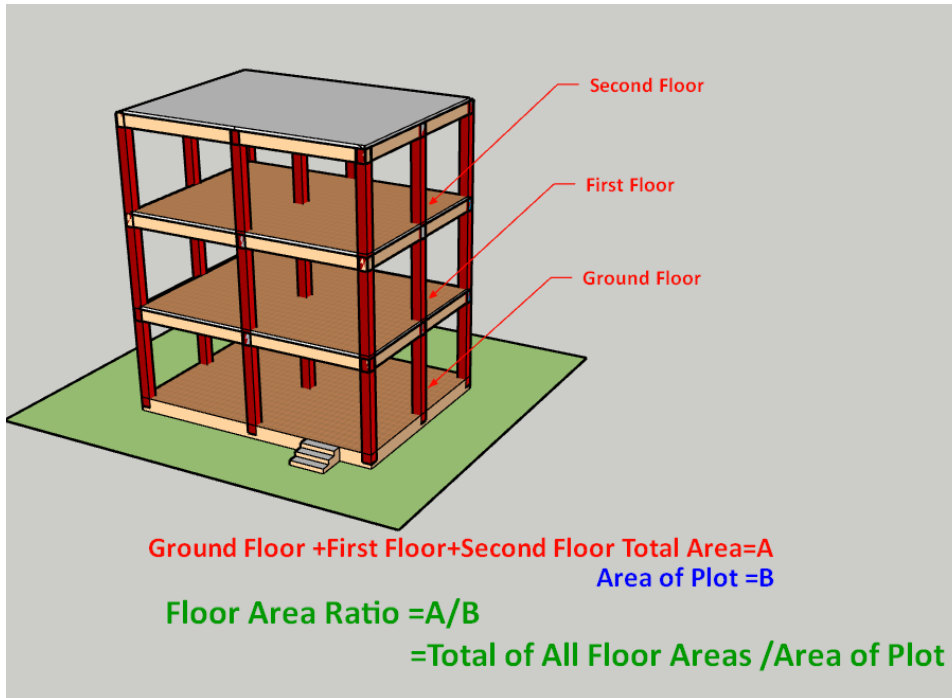 Second Floor
First Floor
Ground Floor
Ground Floor +First Floor+Second Floor Total Area=A
Area of Plot =B
Floor Area Ratio =A/B
=Total of All Floor Areas /Area of Plot